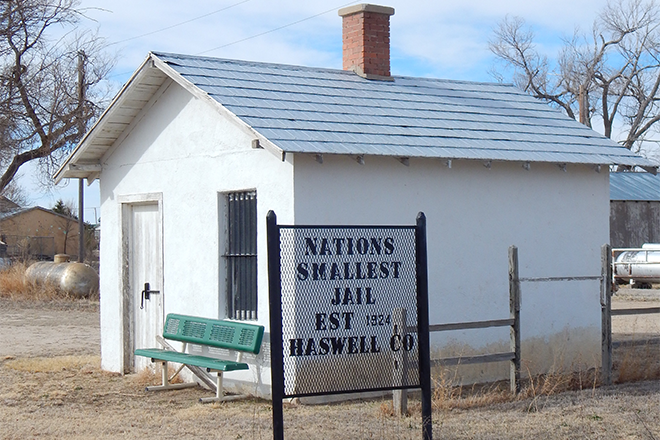 NATIONS
SMALLEST
JAIL
EST 1924
HASWELL CO